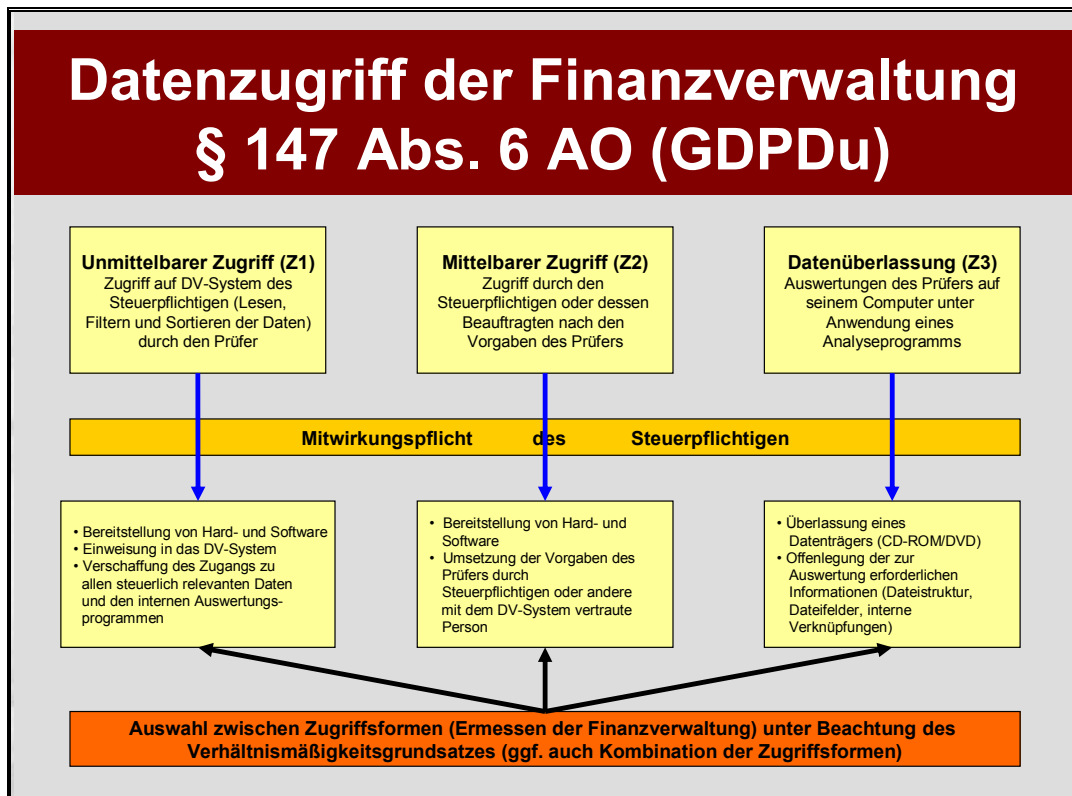 Datenzugriff der Finanzverwaltung
§ 147 Abs. 6 AO (GDPDu)
Unmittelbarer Zugriff (Z1)
Zugriff auf DV-System des
Steuerpflichtigen (Lesen,
Filtern und Sortieren der Daten)
durch den Prüfer
Mittelbarer Zugriff (Z2)
Zugriff durch den
Steuerpflichtigen oder dessen
Beauftragten nach den
Vorgaben des Prüfers
Datenüberlassung (Z3)
Auswertungen des Prüfers auf
seinem Computer unter
Anwendung eines
Analyseprogramms
Mitwirkungspflicht des Steuerpflichtigen
• Bereitstellung von Hard- und Software
• Einweisung in das DV-System
• Verschaffung des Zugangs zu
allen steuerlich relevanten Daten
und den internen Auswertungs-
programmen
• Bereitstellung von Hard- und
Software
• Umsetzung der Vorgaben des
Prüfers durch
Steuerpflichtigen oder andere
mit dem DV-System vertraute
Person
• Überlassung eines
Datenträgers (CD-ROM/DVD)
• Offenlegung der zur
Auswertung erforderlichen
Informationen (Dateistruktur,
Dateifelder, interne
Verknüpfungen)
Auswahl zwischen Zugriffsformen (Ermessen der Finanzverwaltung) unter Beachtung des
Verhältnismäßigkeitsgrundsatzes (ggf. auch Kombination der Zugriffsformen)